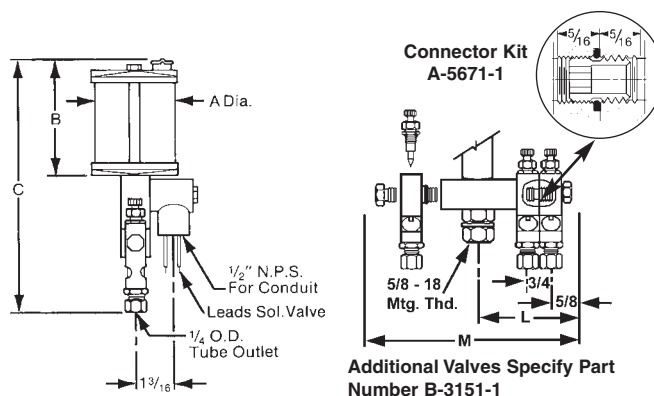 A Dia.
B
C
1/2" N.P.S.
For Conduit
Leads Sol. Valve
1/4 O.D.
Tube Outlet
1 3/16
Connector Kit
A-5671-1
5/16 5/16
5/8 - 18
Mtg. Thd.
3/4
5/8
L
M
Additional Valves Specify Part
Number B-3151-1